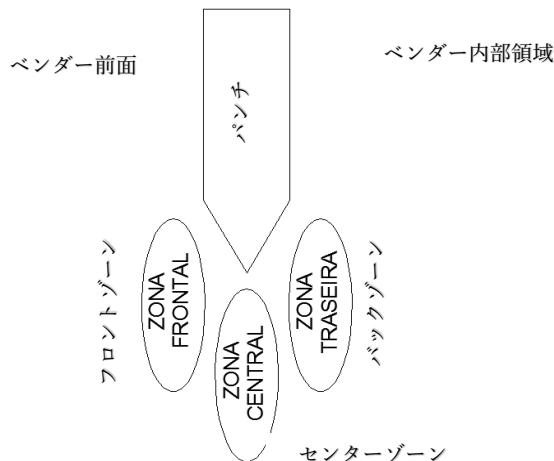 ベンダー前面
ベンダー内部領域
パンチ
フロントゾーン
ZONA
FRONTAL
ZONA
CENTRAL
ZONA
TRASEIRA
バックゾーン
センターゾーン